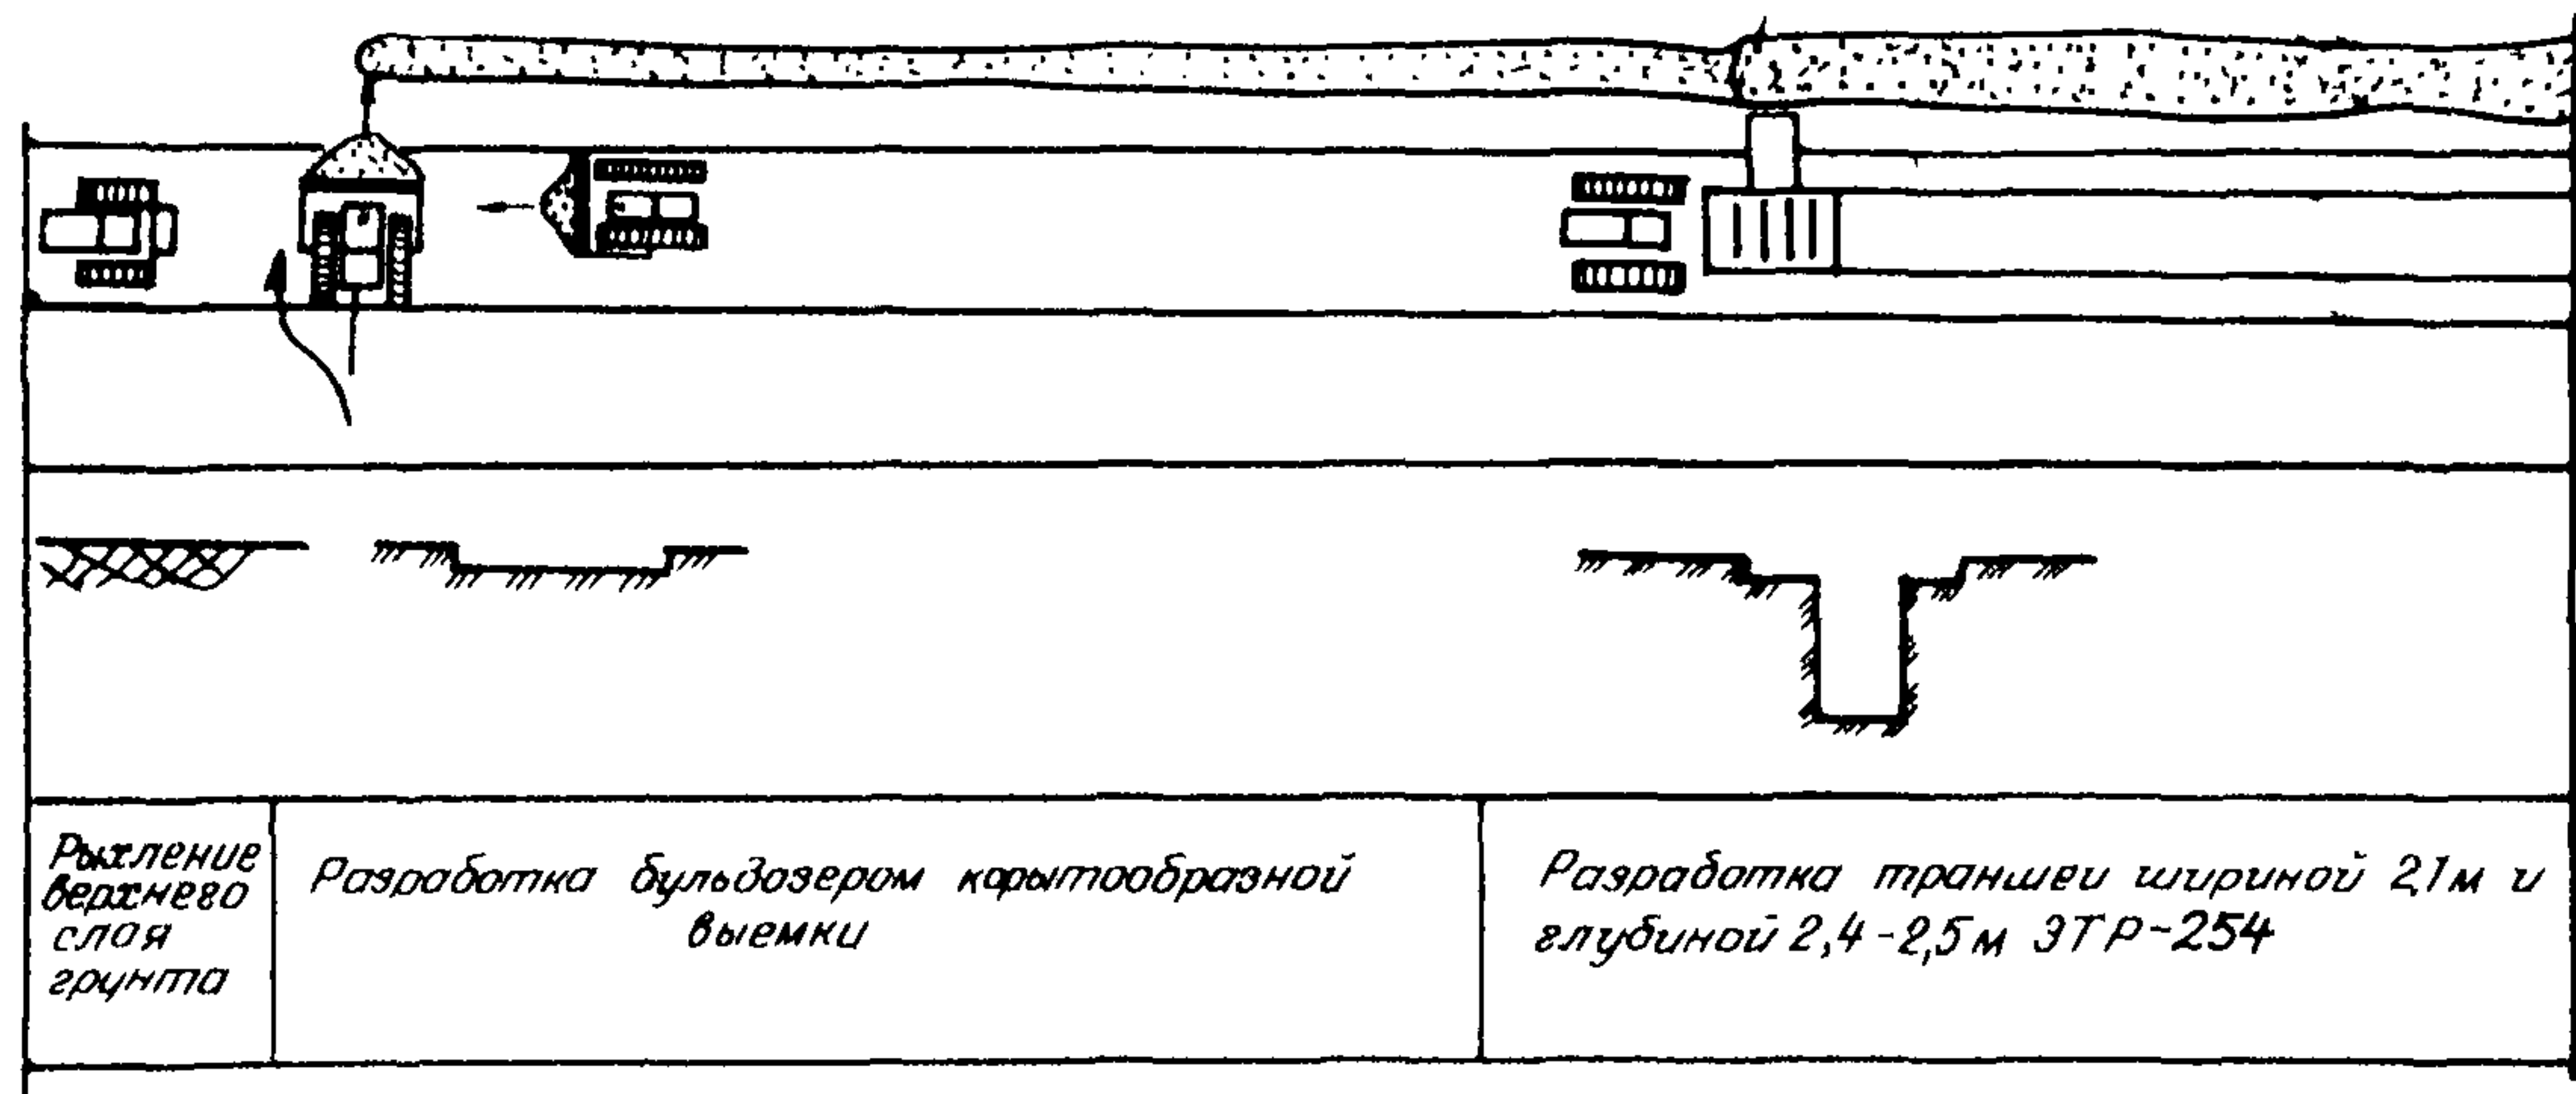 Рыхление
верхнего
слоя
грунта
Разработка бульдозером корытообразной
выемки
Разработка траншеи шириной 2,1м и
глубиной 2,4-2,5м ЭТР-254